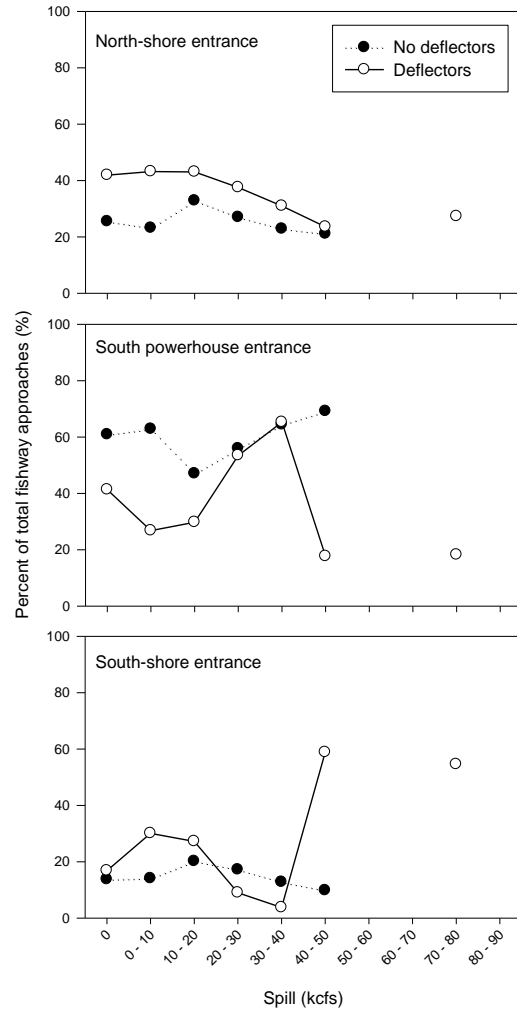 100
80
60
40
20
0
North-shore entrance
No deflectors
Deflectors
Percent of total fishway approaches (%)
100
80
60
40
20
0
South powerhouse entrance
100
80
60
40
20
0
South-shore entrance
0
0 - 10
10 - 20
20 - 30
30 - 40
40 - 50
50 - 60
60 - 70
70 - 80
80 - 90
Spill (kcfs)